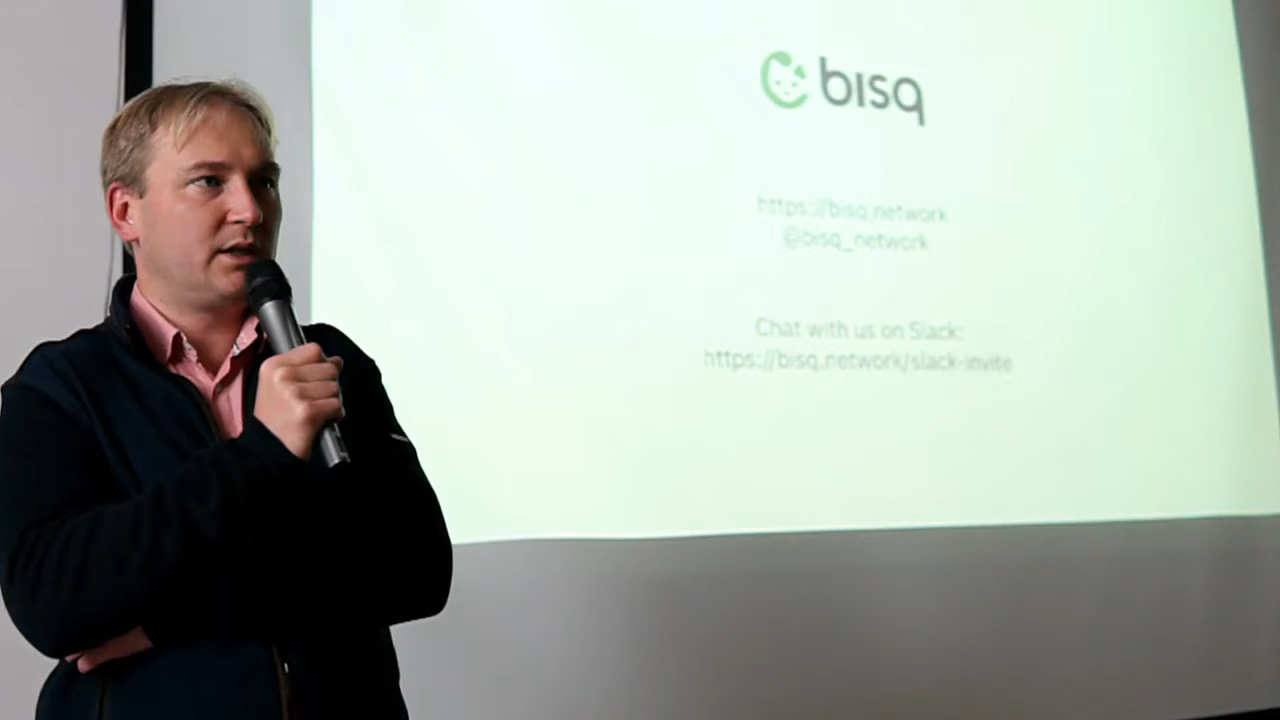 bisq
https://bisq.network
@bisq_network
Chat with us on Slack:
https://bisq.network/slack-invite